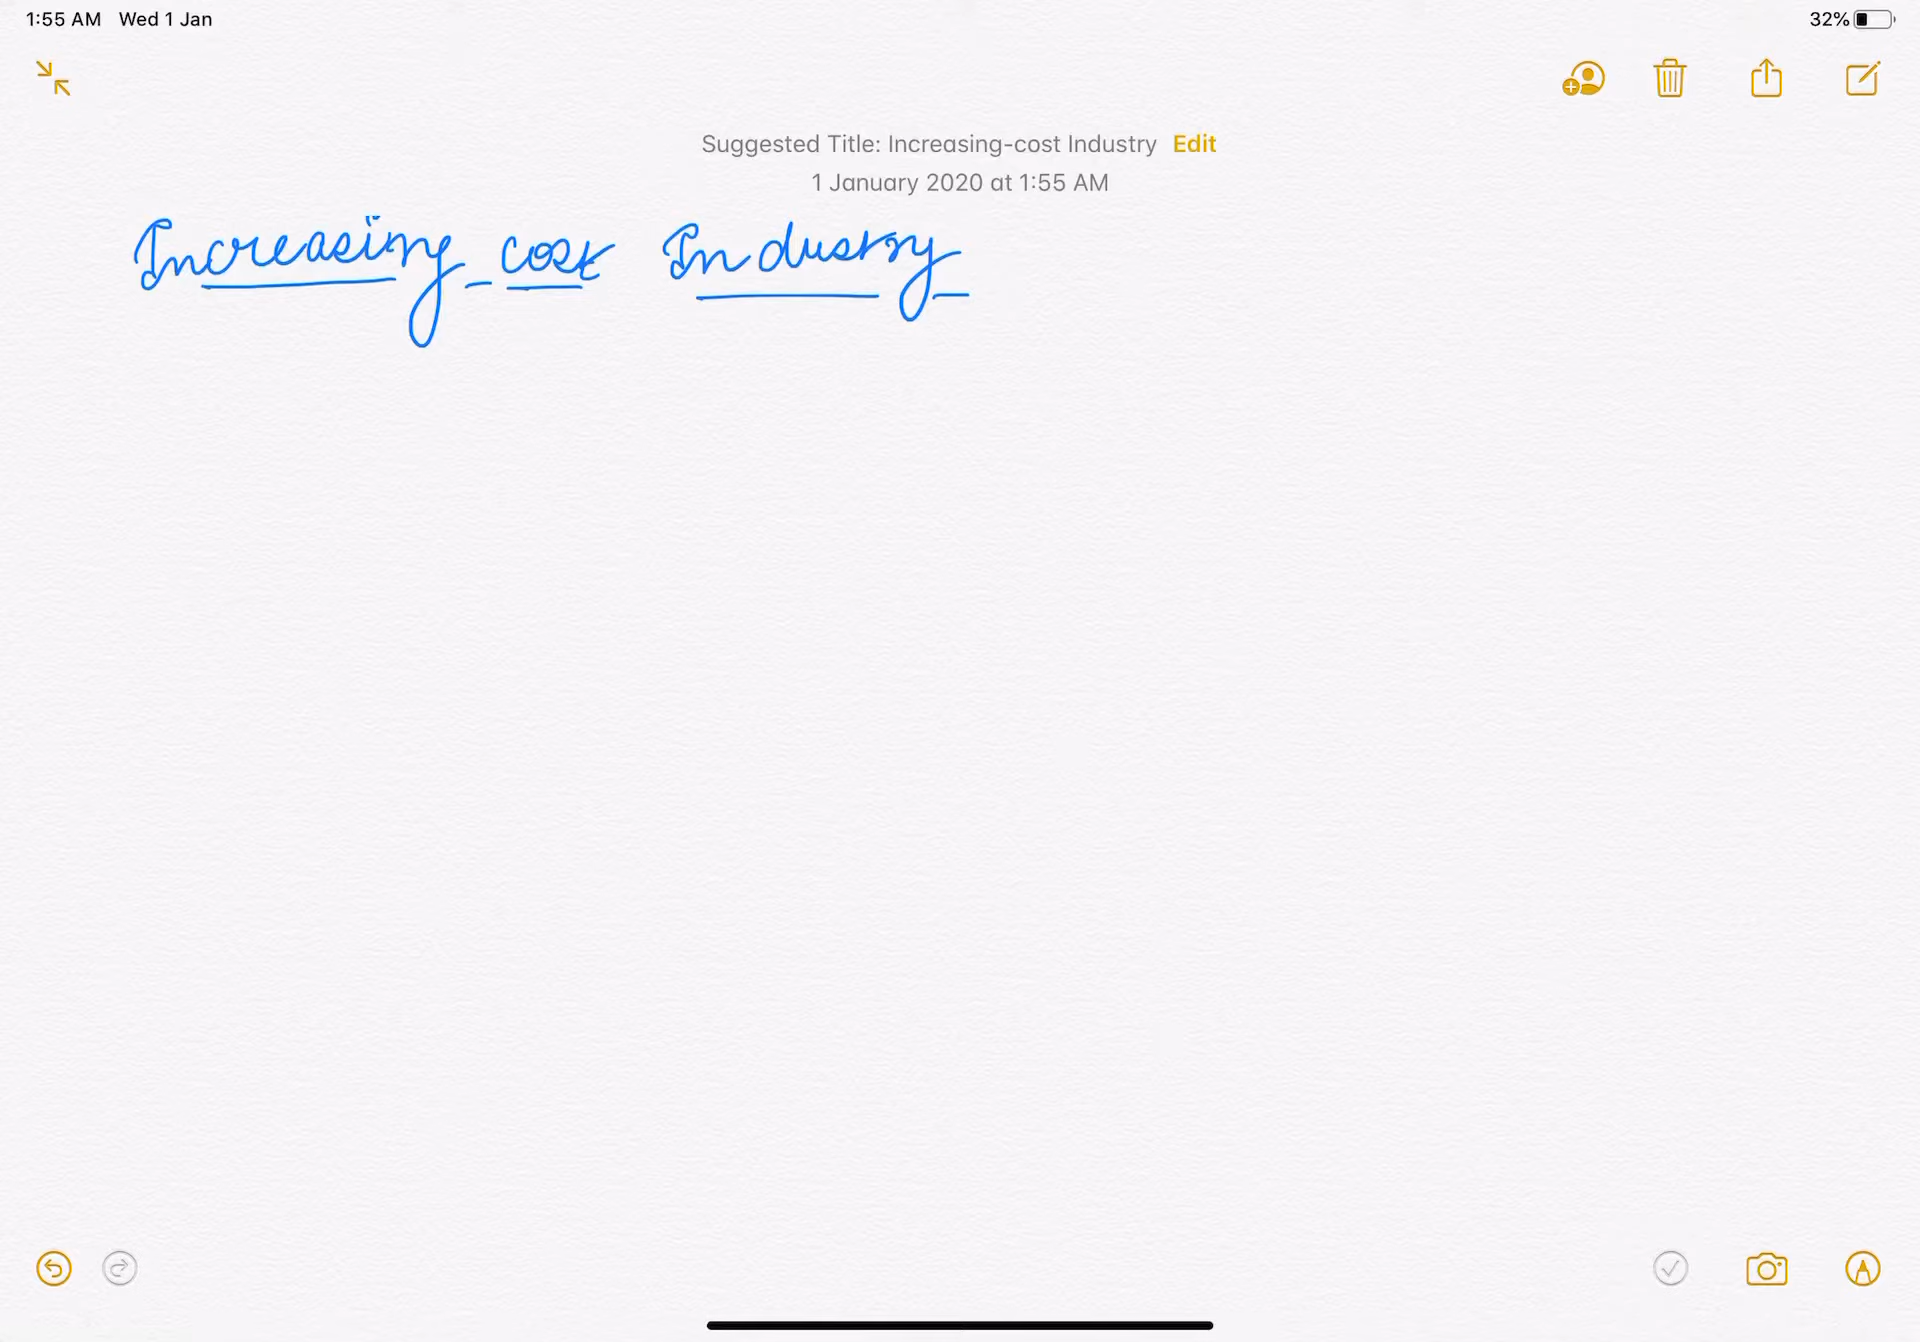 1:55 AM Wed 1 Jan
32%
Suggested Title: Increasing-cost Industry Edit
1 January 2020 at 1:55 AM
Increasing-cost Industry